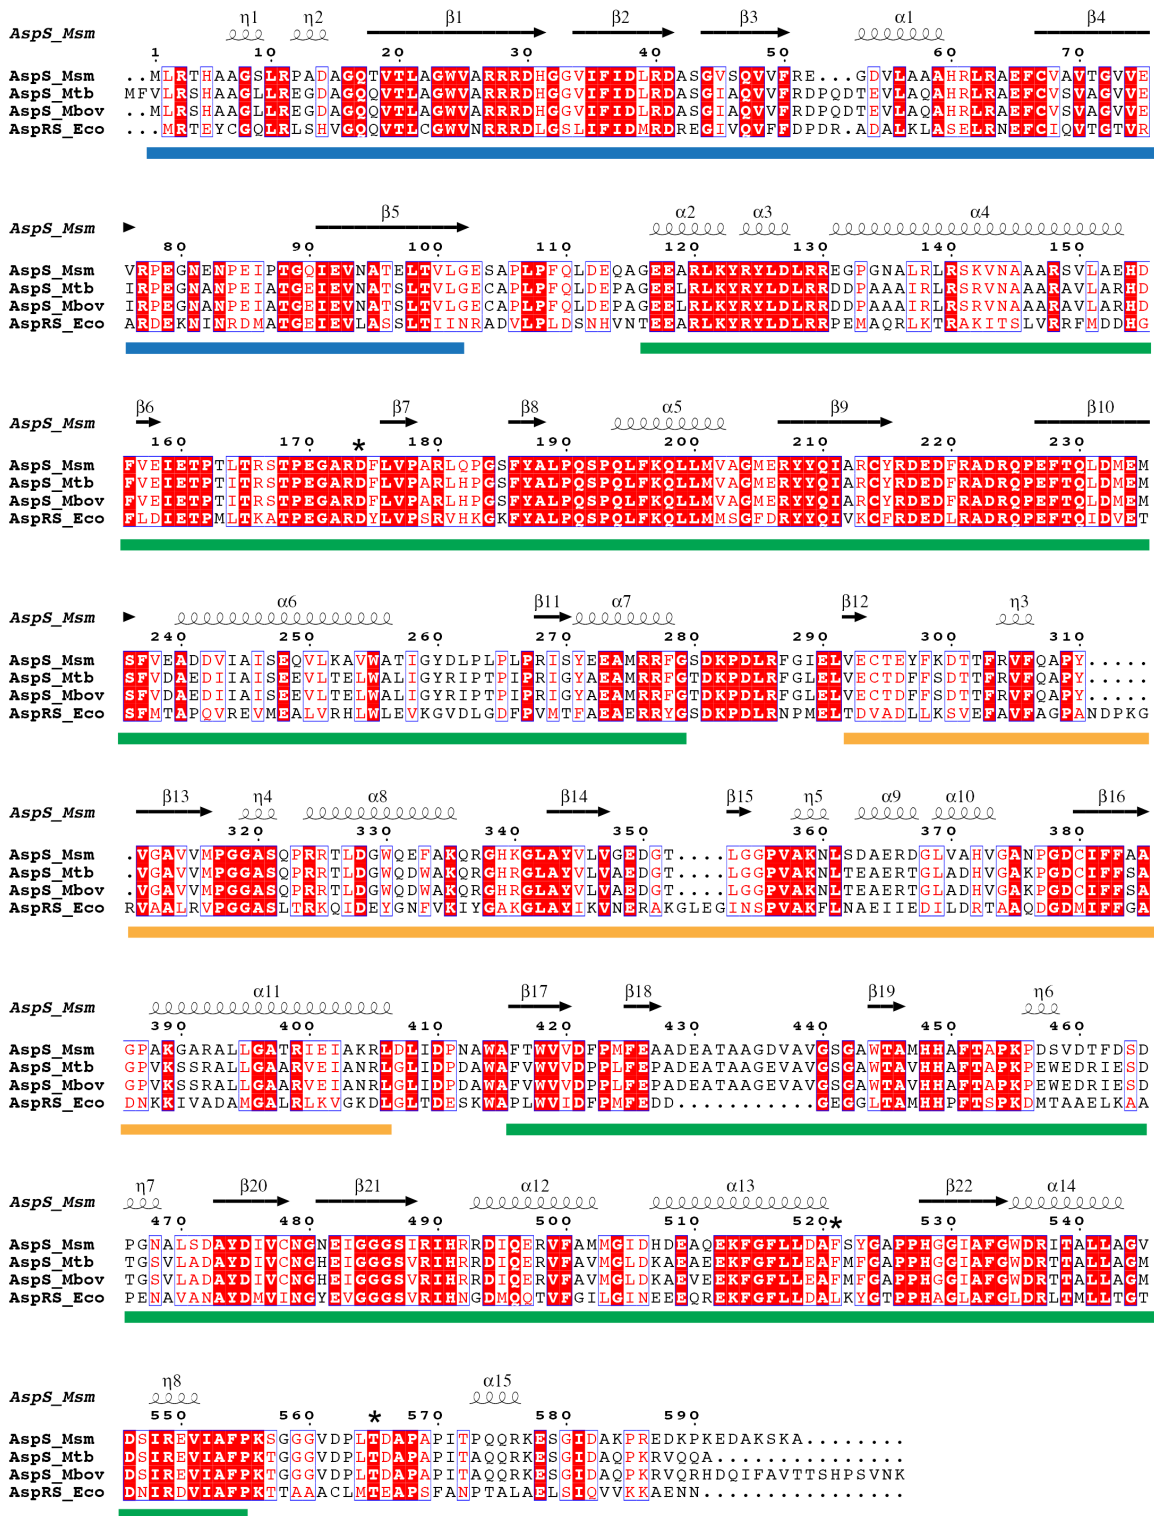 η1 η2 β1 β2 β3 α1 β4
AspS_Msm
1 10 20 30 40 50 60 70
AspS_Msm ..MLRTHAAGSLRPADAGQTVTLAGWVARRRDHGGVIFIDLRDASGVSQVVFRE...GDVLAAAHRLRAEFCVAVTGVVE
AspS_Mtb MFVLRSHAAGLLREGDAGQQVTLAGWVARRRDHGGVIFIDLRDASGIAQVVFRDPQDTEVLAQAHRLRAEFCVSVAGVVE
AspS_Mbov ..MLRSHAAGLLREGDAGQQVTLAGWVARRRDHGGVIFIDLRDASGIAQVVFRDPQDTEVLAQAHRLRAEFCVSVAGVVE
AspRS_Eco ...MRTEYCGQLRLSHVGQQVTLCGWVNRRRDLGSLIFIDMRDREGIVQVFFDPDR.ADALKLASELRNEFCIQVTGTVR
β5 α2 α3 α4
AspS_Msm
80 90 100 110 120 130 140 150
AspS_Msm VRPEGNENPEIPTGQIEVNATELTVLGESAPLPFQLDEQAGEEARLKYRYLDLRREGPGNALRLRSKVNAAARSVLAEHD
AspS_Mtb IRPEGNANPEIATGEIEVNATSLTVLGECAPLPFQLDEPAGEELRLKYRYLDLRRDDPAAAIRLRSRVNAAARAVLARHD
AspS_Mbov IRPEGNANPEIATGEIEVNATSLTVLGECAPLPFQLDEPAGEELRLKYRYLDLRRDDPAAAIRLRSRVNAAARAVLARHD
AspRS_Eco ARDEKNINRDMATGEIEVLASSLTIINRADVLPLDSNHVNTEEARLKYRYLDLRRPEMAQRLKTRAKITSLVRRFMDDHG
β6 β7 β8 α5 β9 β10
AspS_Msm
160 170 * 180 190 200 210 220 230
AspS_Msm FVEIETPTLTRSTPEGARDFLVPARLQPGSFYALPQSPQLFKQLLMVAGMERYYQIARCYRDEDFRADRQPEFTQLDMEM
AspS_Mtb FVEIETPTITRSTPEGARDFLVPARLHPGSFYALPQSPQLFKQLLMVAGMERYYQIARCYRDEDFRADRQPEFTQLDMEM
AspS_Mbov FVEIETPTITRSTPEGARDFLVPARLHPGSFYALPQSPQLFKQLLMVAGMERYYQIARCYRDEDFRADRQPEFTQLDMEM
AspRS_Eco FLDIETPMLTKATPEGARDYLVPSRVHKGKFYALPQSPQLFKQLLMMSGFDRYYQIVKCFRDEDLRADRQPEFTQIDVET
α6 β11 α7 β12 η3
AspS_Msm
240 250 260 270 280 290 300 310
AspS_Msm SFVEADDVIAISEQVLKAVWATIGYDLPLPLPRISYEEAMRRFGSDKPDLRFGIELVECTEYFKDTTFRVFQAPY.....
AspS_Mtb SFVDAEDIIAISEEVLTELWALIGYRIPTPIPRIGYAEAMRRFGTDKPDLRFGLELVECTDFFSDTTFRVFQAPY.....
AspS_Mbov SFVDAEDIIAISEEVLTELWALIGYRIPTPIPRIGYAEAMRRFGTDKPDLRFGLELVECTDFFSDTTFRVFQAPY.....
AspRS_Eco SFMTAPQVREVMEALVRHLWLEVKGVDLGDFPVMTFAEAERRYGSDKPDLRNPMELTDVADLLKSVEFAVFAGPANDPKG
β13 η4 α8 β14 β15 η5 α9 α10 β16
AspS_Msm
320 330 340 350 360 370 380
AspS_Msm .VGAVVMPGGASQPRRTLDGWQEFAKQRGHKGLAYVLVGEDGT....LGGPVAKNLSDAERDGLVAHVGANPGDCIFFAA
AspS_Mtb .VGAVVMPGGASQPRRTLDGWQDWAKQRGHRGLAYVLVAEDGT....LGGPVAKNLTEAERTGLADHVGAKPGDCIFFSA
AspS_Mbov .VGAVVMPGGASQPRRTLDGWQDWAKQRGHRGLAYVLVAEDGT....LGGPVAKNLTEAERTGLADHVGAKPGDCIFFSA
AspRS_Eco RVAALRVPGGASLTRKQIDEYGNFVKIYGAKGLAYIKVNERAKGLEGINSPVAKFLNAEIIEDILDRTAAQDGDMIFFGA
α11 β17 β18 β19 η6
AspS_Msm
390 400 410 420 430 440 450 460
AspS_Msm GPAKGARALLGATRIEIAKRLDLIDPNAWAFTWVVDFPMFEAADEATAAGDVAVGSGAWTAMHHAFTAPKPDSVDTFDSD
AspS_Mtb GPVKSSRALLGAARVEIANRLGLIDPDAWAFVWVVDPPLFEPADEATAAGEVAVGSGAWTAVHHAFTAPKPEWEDRIESD
AspS_Mbov GPVKSSRALLGAARVEIANRLGLIDPDAWAFVWVVDPPLFEPADEATAAGEVAVGSGAWTAVHHAFTAPKPEWEDRIESD
AspRS_Eco DNKKIVADAMGALRLKVGKDLGLTDESKWAPLWVIDFPMFEDD...........GEGGLTAMHHPFTSPKDMTAAELKAA
η7 β20 β21 α12 α13 β22 α14
AspS_Msm
470 480 490 500 510 520 * 530 540
AspS_Msm PGNALSDAYDIVCNGNEIGGGSIRIHRRDIQERVFAMMGIDHDEAQEKFGFLLDAFSYGAPPHGGIAFGWDRITALLAGV
AspS_Mtb TGSVLADAYDIVCNGHEIGGGSVRIHRRDIQERVFAVMGLDKAEAEEKFGFLLEAFMFGAPPHGGIAFGWDRTTALLAGM
AspS_Mbov TGSVLADAYDIVCNGHEIGGGSVRIHRRDIQERVFAVMGLDKAEVEEKFGFLLEAFMFGAPPHGGIAFGWDRTTALLAGM
AspRS_Eco PENAVANAYDMVINGYEVGGGSVRIHNGDMQQTVFGILGINEEEQREKFGFLLDALKYGTPPHAGLAFGLDRLTMLLTGT
η8 α15
AspS_Msm
550 560 * 570 580 590
AspS_Msm DSIREVIAFPKSGGGVDPLTDAPAPITPQQRKESGIDAKPREDKPKEDAKSKA........
AspS_Mtb DSIREVIAFPKTGGGVDPLTDAPAPITAQQRKESGIDAQPKRVQQA...............
AspS_Mbov DSIREVIAFPKTGGGVDPLTDAPAPITAQQRKESGIDAQPKRVQRHDQIFAVTTSHPSVNK
AspRS_Eco DNIRDVIAFPKTTAAACLMTEAPSFANPTALAELSIQVVKKAENN................